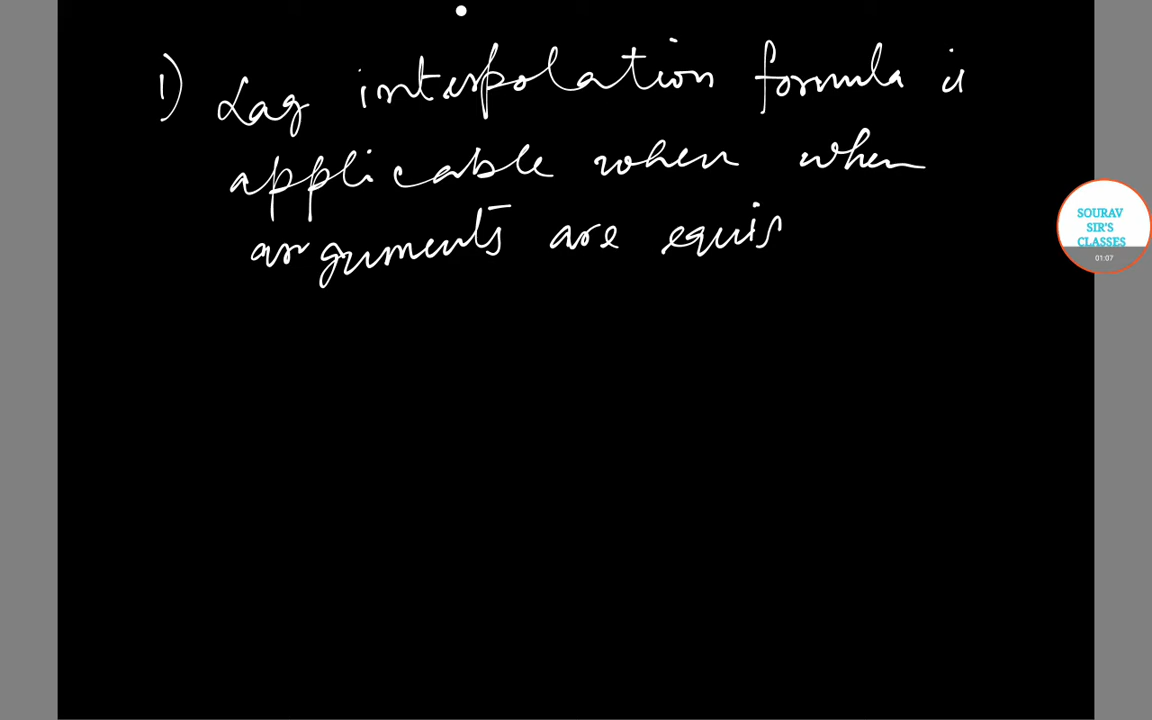 1) Lag interpolation formula is
applicable when when
arguments are equis
SOURAV
SIR'S
CLASSES
01:07